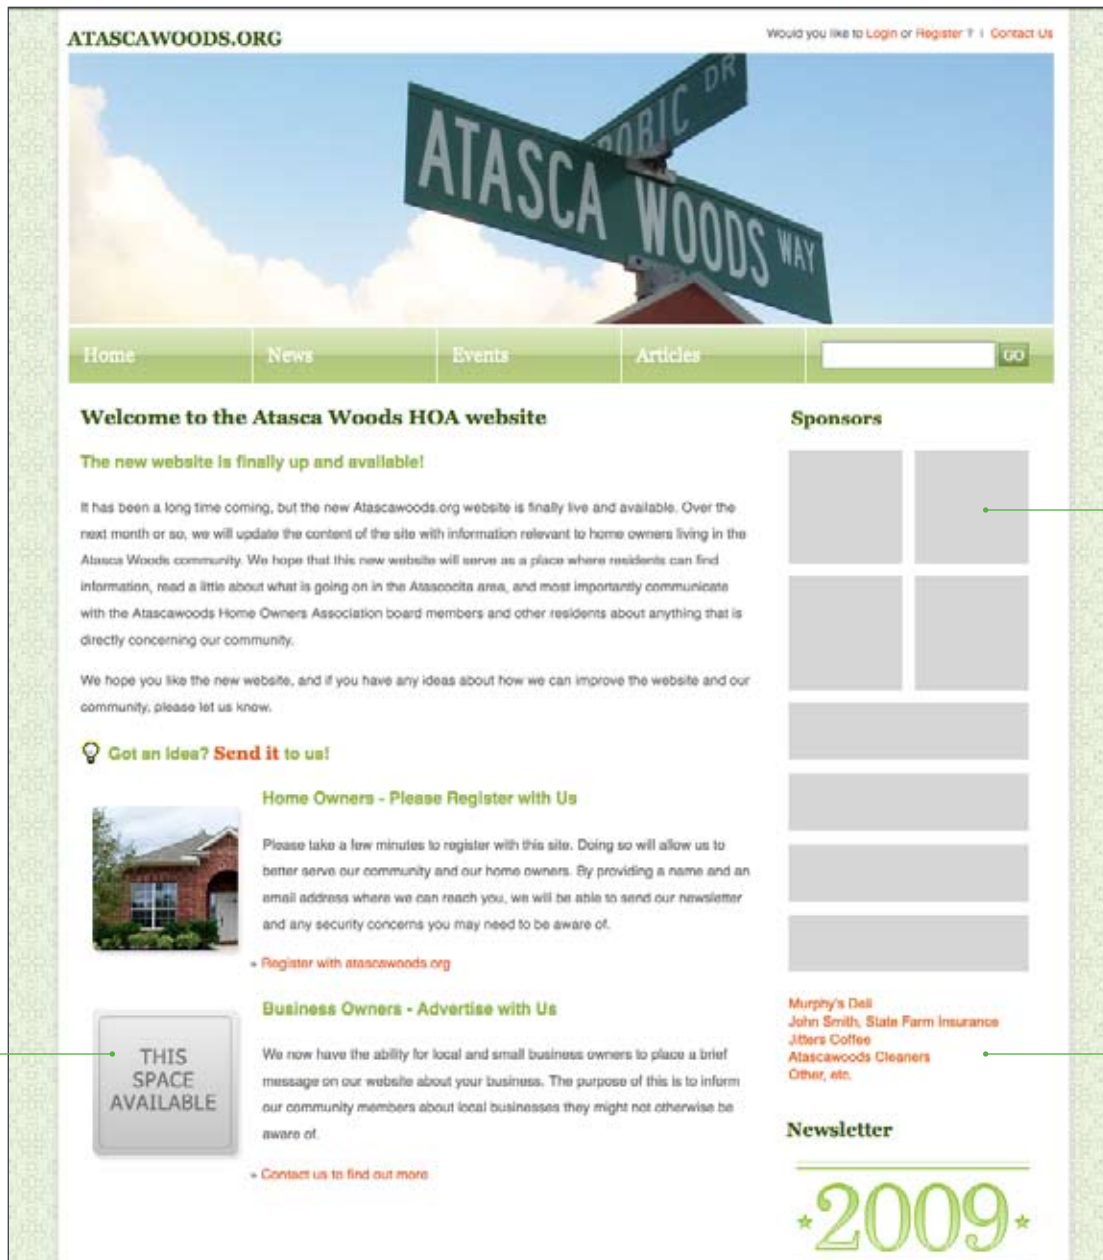 ATASCAWOODS.ORG
Would you like to Login or Register ? | Contact Us
DR
ATASCA WOODS WAY
Home
News
Events
Articles
GO
Welcome to the Atasca Woods HOA website
The new website is finally up and available!
It has been a long time coming, but the new Atascawoods.org website is finally live and available. Over the
next month or so, we will update the content of the site with information relevant to home owners living in the
Atasca Woods community. We hope that this new website will serve as a place where residents can find
information, read a little about what is going on in the Atascocita area, and most importantly communicate
with the Atascawoods Home Owners Association board members and other residents about anything that is
directly concerning our community.
We hope you like the new website, and if you have any ideas about how we can improve the website and our
community, please let us know.
Got an Idea? Send it to us!
Home Owners - Please Register with Us
Please take a few minutes to register with this site. Doing so will allow us to
better serve our community and our home owners. By providing a name and an
email address where we can reach you, we will be able to send our newsletter
and any security concerns you may need to be aware of.
» Register with atascawoods.org
THIS
SPACE
AVAILABLE
Business Owners - Advertise with Us
We now have the ability for local and small business owners to place a brief
message on our website about your business. The purpose of this is to inform
our community members about local businesses they might not otherwise be
aware of.
» Contact us to find out more
Sponsors
Murphy's Deli
John Smith, State Farm Insurance
Jitters Coffee
Atascawoods Cleaners
Other, etc.
Newsletter
2009